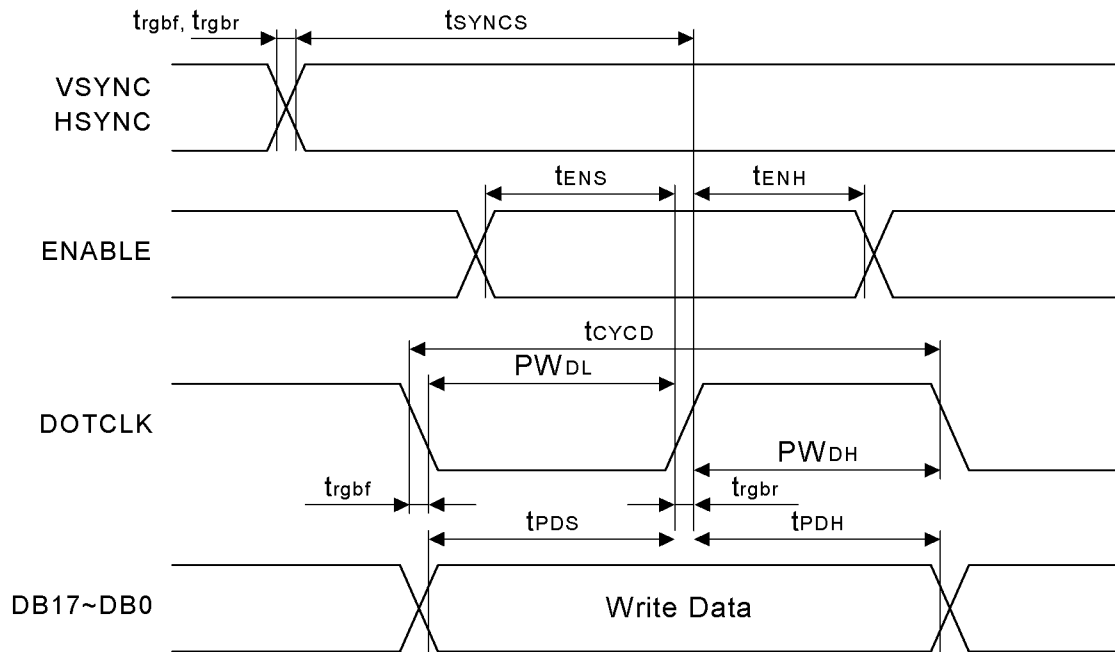 trgbf, trgbr
tSYNCS
VSYNC
HSYNC
tENS
tENH
ENABLE
tCYCD
PWDL
DOTCLK
PWDH
trgbf
trgbr
tPDS
tPDH
DB17~DB0
Write Data